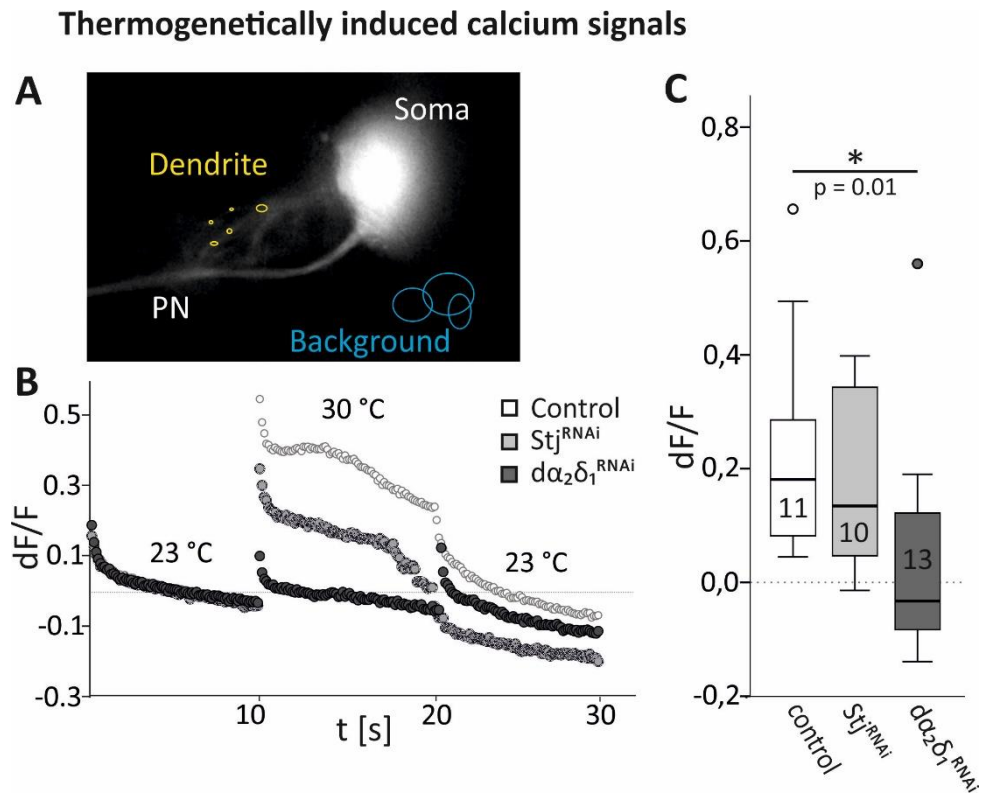 Thermogenetically induced calcium signals
A
Soma
Dendrite
PN
Background
B
0.5
0.3
0.1
-0.1
-0.3
dF/F
23 °C
30 °C
23 °C
Control
Stj^RNAi
dα₂δ₁^RNAi
10
20
30
t [s]
C
0,8
0,6
0,4
0,2
0,0
-0,2
dF/F
*
p = 0.01
11
10
13
control
Stj^RNAi
dα₂δ₁^RNAi